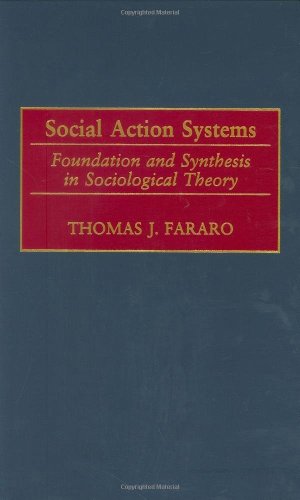 Social Action Systems
Foundation and Synthesis
in Sociological Theory
THOMAS J. FARARO